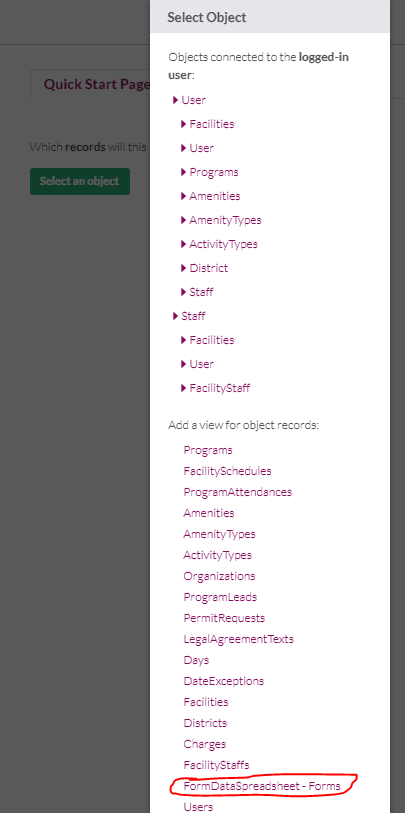 Select Object
Objects connected to the logged-in
user:
User
Facilities
User
Programs
Amenities
AmenityTypes
ActivityTypes
District
Staff
Staff
Facilities
User
FacilityStaff
Add a view for object records:
Programs
FacilitySchedules
ProgramAttendances
Amenities
AmenityTypes
ActivityTypes
Organizations
ProgramLeads
PermitRequests
LegalAgreementTexts
Days
DateExceptions
Facilities
Districts
Charges
FacilityStaffs
FormDataSpreadsheet - Forms
Users
Quick Start Page
Which records will this
Select an object